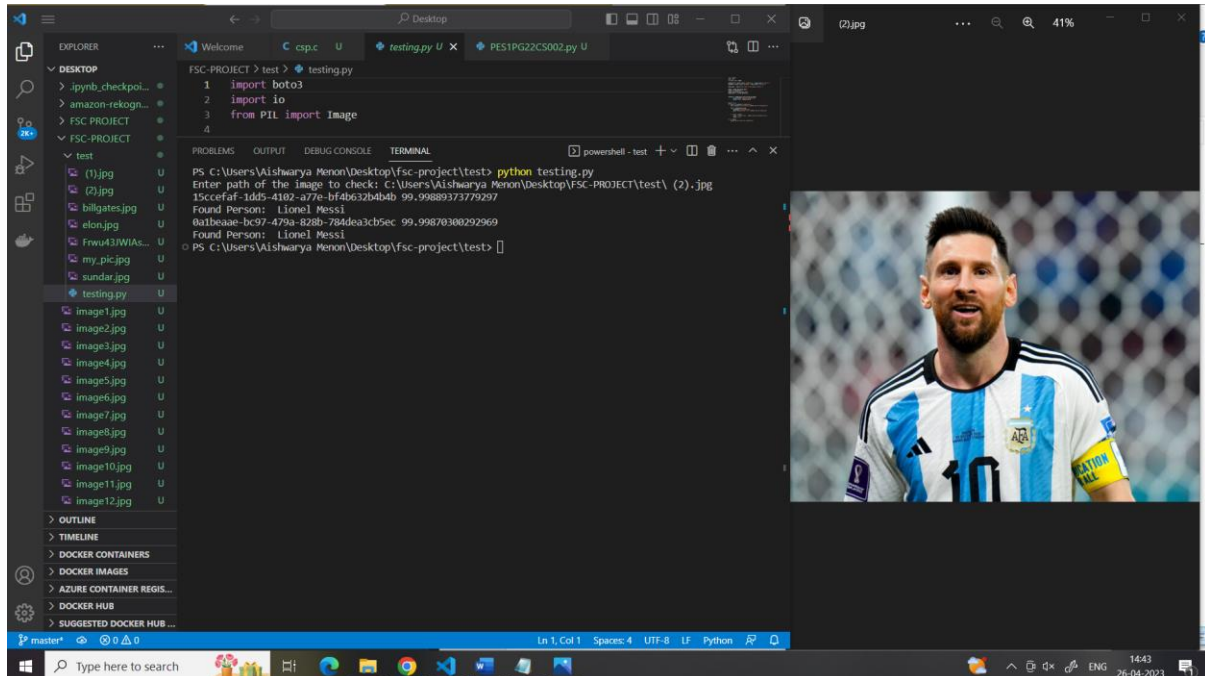 Desktop
EXPLORER
DESKTOP
.ipynb_checkpoi...
amazon-rekogn...
FSC PROJECT
FSC-PROJECT
test
(1).jpg U
(2).jpg U
billgates.jpg U
elon.jpg U
Frwu43JWIAs... U
my_pic.jpg U
sundar.jpg U
testing.py U
image1.jpg U
image2.jpg U
image3.jpg U
image4.jpg U
image5.jpg U
image6.jpg U
image7.jpg U
image8.jpg U
image9.jpg U
image10.jpg U
image11.jpg U
image12.jpg U
OUTLINE
TIMELINE
DOCKER CONTAINERS
DOCKER IMAGES
AZURE CONTAINER REGIS...
DOCKER HUB
SUGGESTED DOCKER HUB ...
2K+
Welcome C csp.c U testing.py U PES1PG22CS002.py U
FSC-PROJECT > test > testing.py
1 import boto3
2 import io
3 from PIL import Image
4
PROBLEMS OUTPUT DEBUG CONSOLE TERMINAL powershell - test
PS C:\Users\Aishwarya Menon\Desktop\fsc-project\test> python testing.py
Enter path of the image to check: C:\Users\Aishwarya Menon\Desktop\FSC-PROJECT\test\ (2).jpg
15ccefaf-1dd5-4102-a77e-bf4b632b4b4b 99.99889373779297
Found Person:  Lionel Messi
0a1beaae-bc97-479a-828b-784dea3cb5ec 99.99870300292969
Found Person:  Lionel Messi
PS C:\Users\Aishwarya Menon\Desktop\fsc-project\test>
(2).jpg 41%
AFA
10
CATION
ALL
master* 0 0 Ln 1, Col 1 Spaces: 4 UTF-8 LF Python
Type here to search ENG 14:43
26-04-2023